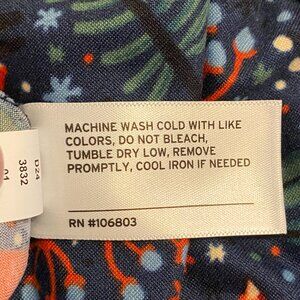 MACHINE WASH COLD WITH LIKE
COLORS, DO NOT BLEACH,
TUMBLE DRY LOW, REMOVE
PROMPTLY, COOL IRON IF NEEDED
RN #106803
D24
3832